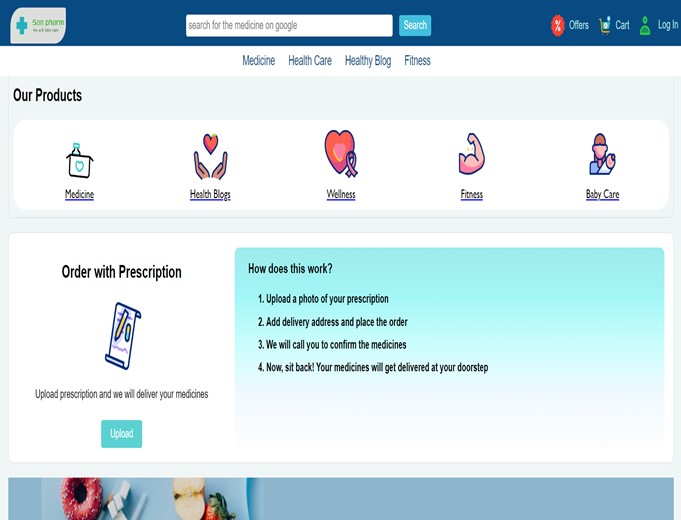 San pharm
we will take care
search for the medicine on google
Search
Offers
Cart
Log In
Medicine
Health Care
Healthy Blog
Fitness
Our Products
Medicine
Health Blogs
Wellness
Fitness
Baby Care
Order with Prescription
Upload prescription and we will deliver your medicines
Upload
How does this work?
1. Upload a photo of your prescription
2. Add delivery address and place the order
3. We will call you to confirm the medicines
4. Now, sit back! Your medicines will get delivered at your doorstep